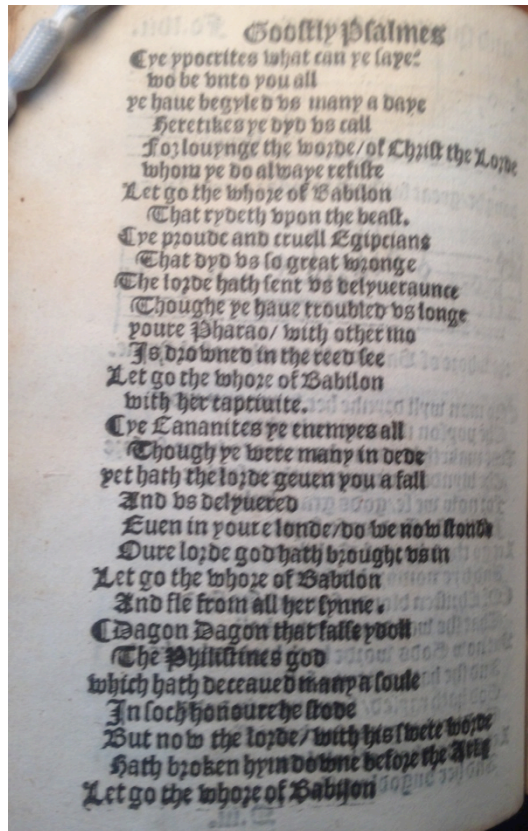 Goostly Psalmes
¶ ye ypocrites what can ye saye?
wo be vnto you all
ye haue begyled vs many a daye
Heretikes ye dyd vs call
For louynge the worde/of Christ the Lorde
whom ye do alwaye resiste
Let go the whore of Babilon
That rydeth vpon the beast.
¶ ye proude and cruell Egipcians
That dyd vs so great wronge
The lorde hath sent vs delyueraunce
Thoughe ye haue troubled vs longe
youre Pharao/ with other mo
Is drowned in the reed see
Let go the whore of Babilon
with her captiuite.
¶ ye Cananites ye enemyes all
Though ye were many in dede
yet hath the lorde geuen you a fall
And vs delyuered
Euen in youre londe/do we now stonde
Oure lorde god hath brought vs in
Let go the whore of Babilon
And fle from all her synne.
¶ Dagon Dagon that false ydoll
The Philistines god
which hath deceaued many a soule
In soch honoure he stode
But now the lorde/with his swete worde
Hath broken hym downe before the Arke
Let go the whore of Babilon